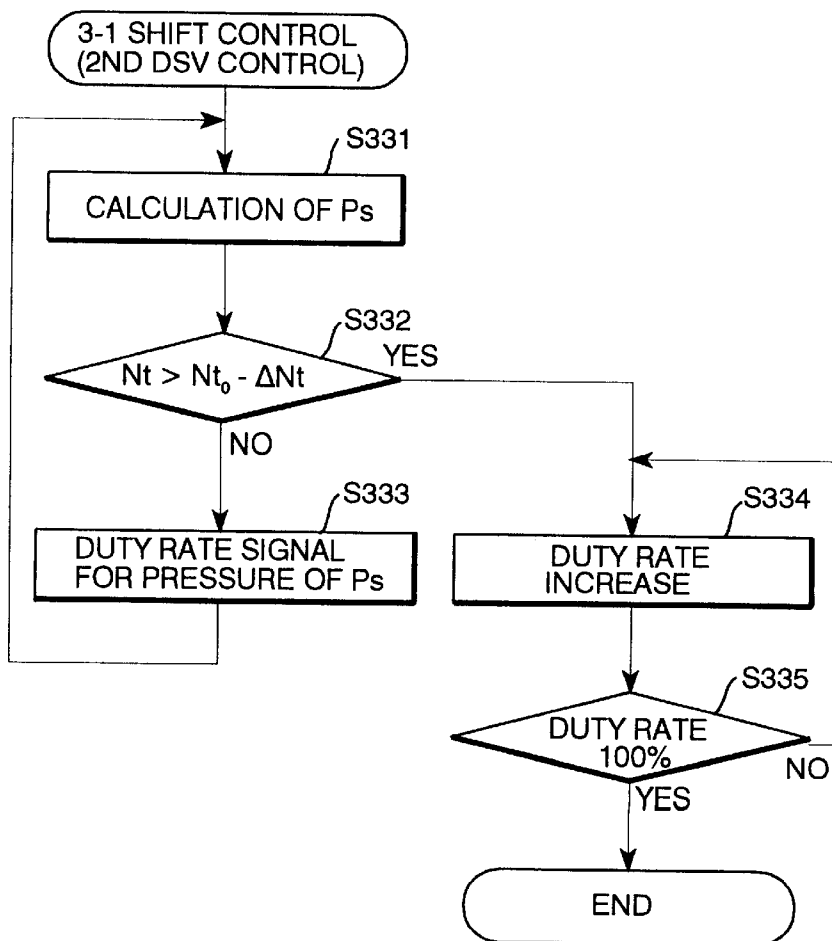 3-1 SHIFT CONTROL
(2ND DSV CONTROL)
S331
CALCULATION OF Ps
S332
Nt > Nt₀ - ΔNt
YES
NO
S333
DUTY RATE SIGNAL
FOR PRESSURE OF Ps
S334
DUTY RATE
INCREASE
S335
DUTY RATE
100%
NO
YES
END